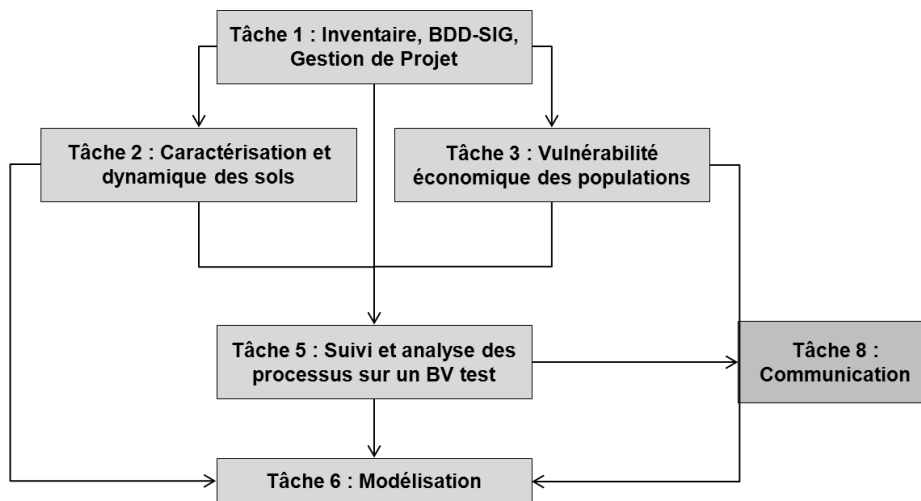 Tâche 1 : Inventaire, BDD-SIG,
Gestion de Projet
Tâche 2 : Caractérisation et
dynamique des sols
Tâche 3 : Vulnérabilité
économique des populations
Tâche 5 : Suivi et analyse des
processus sur un BV test
Tâche 8 :
Communication
Tâche 6 : Modélisation